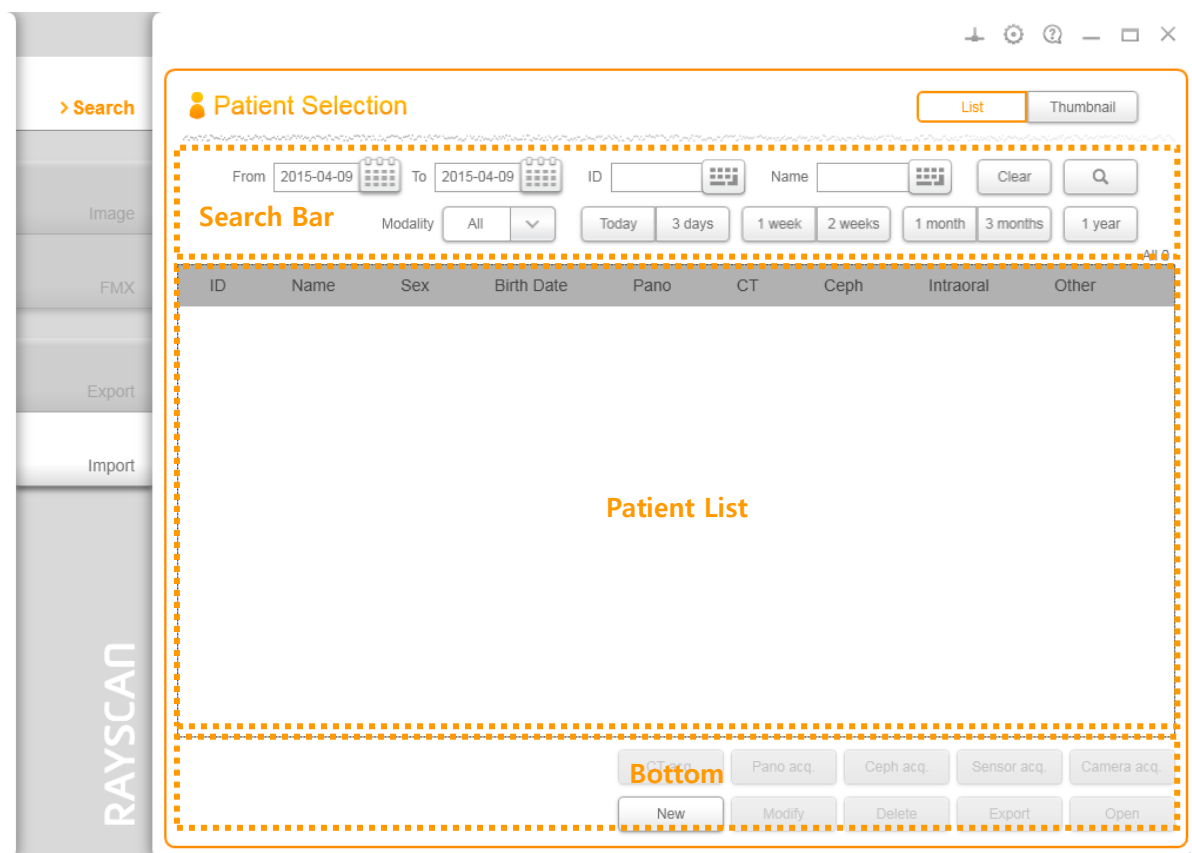 > Search
Image
FMX
Export
Import
RAYSCAN
Patient Selection
List Thumbnail
From 2015-04-09 To 2015-04-09 ID Name Clear
Search Bar Modality All Today 3 days 1 week 2 weeks 1 month 3 months 1 year
All 0
ID Name Sex Birth Date Pano CT Ceph Intraoral Other
Patient List
CT acq. Pano acq. Ceph acq. Sensor acq. Camera acq.
Bottom
New Modify Delete Export Open